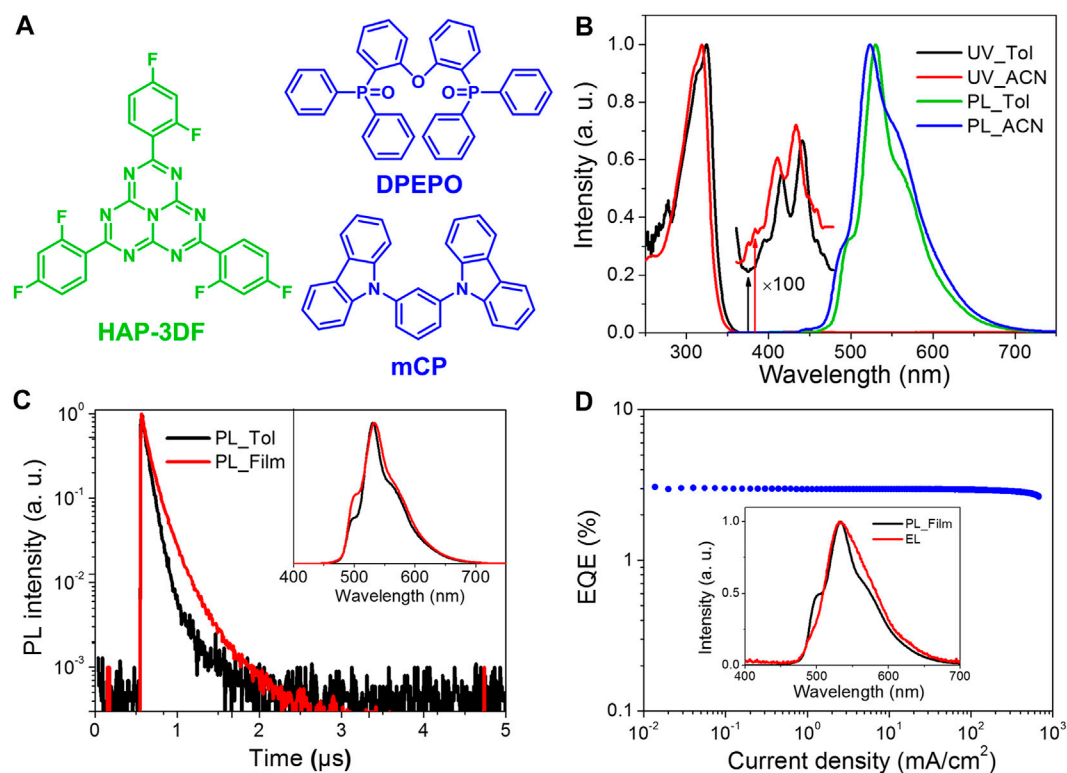 A
F
F
N
N
N
N
N
N
N
F
F
F
F
HAP-3DF
P=O
O
O=P
DPEPO
N
N
mCP
B
UV_Tol
UV_ACN
PL_Tol
PL_ACN
×100
Intensity (a. u.)
1.0
0.8
0.6
0.4
0.2
0.0
300 400 500 600 700
Wavelength (nm)
C
PL_Tol
PL_Film
PL intensity (a. u.)
10⁰
10⁻¹
10⁻²
10⁻³
400 500 600 700
Wavelength (nm)
0 1 2 3 4 5
Time (µs)
D
EQE (%)
10
1
0.1
PL_Film
EL
Intensity (a. u.)
1.0
0.5
0.0
400 500 600 700
Wavelength (nm)
10⁻² 10⁻¹ 10⁰ 10¹ 10² 10³
Current density (mA/cm²)